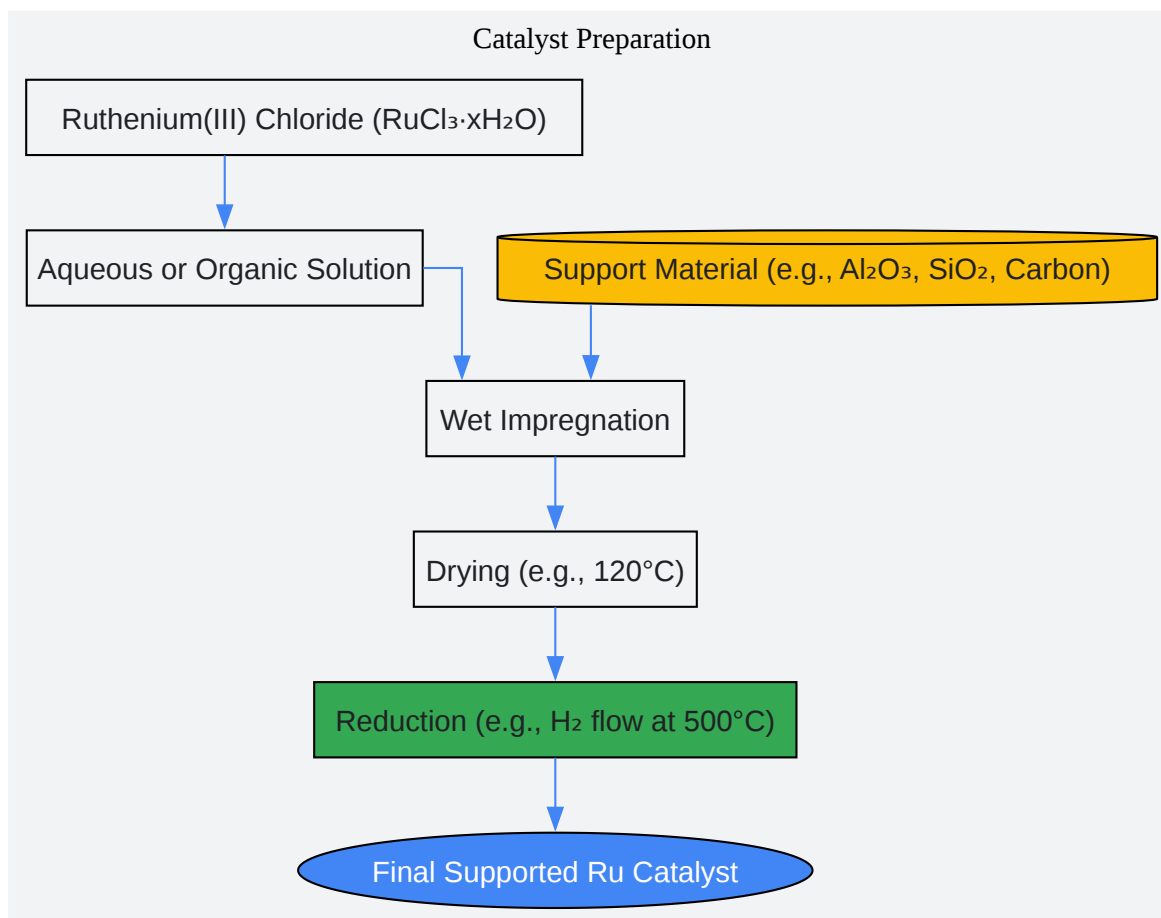 Catalyst Preparation
Ruthenium(III) Chloride (RuCl₃·xH₂O)
Aqueous or Organic Solution
Support Material (e.g., Al₂O₃, SiO₂, Carbon)
Wet Impregnation
Drying (e.g., 120°C)
Reduction (e.g., H₂ flow at 500°C)
Final Supported Ru Catalyst